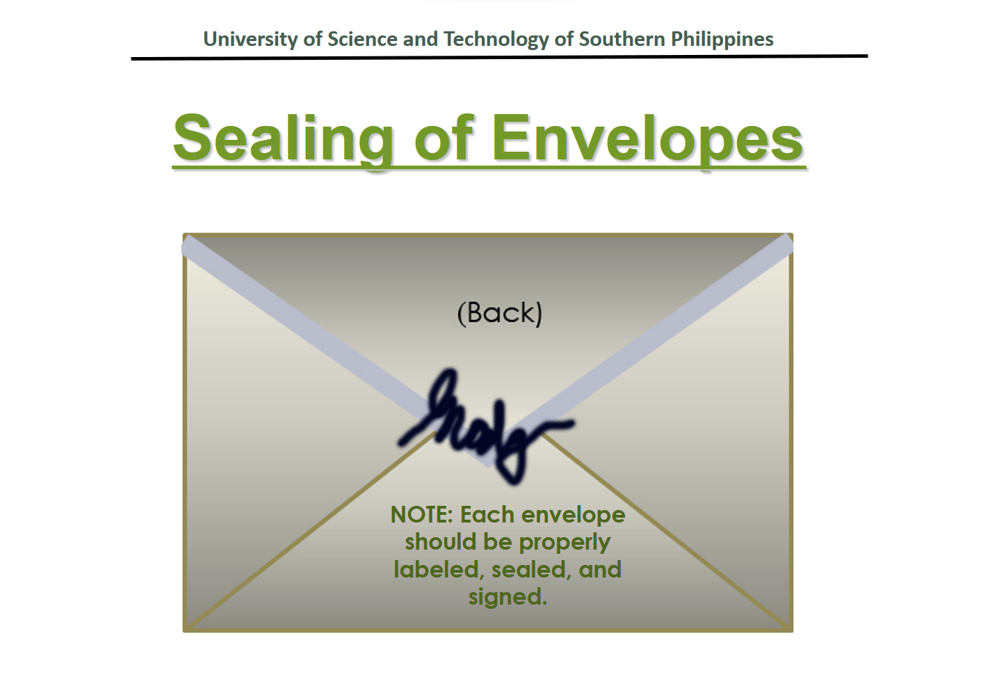 University of Science and Technology of Southern Philippines
Sealing of Envelopes
(Back)
NOTE: Each envelope
should be properly
labeled, sealed, and
signed.